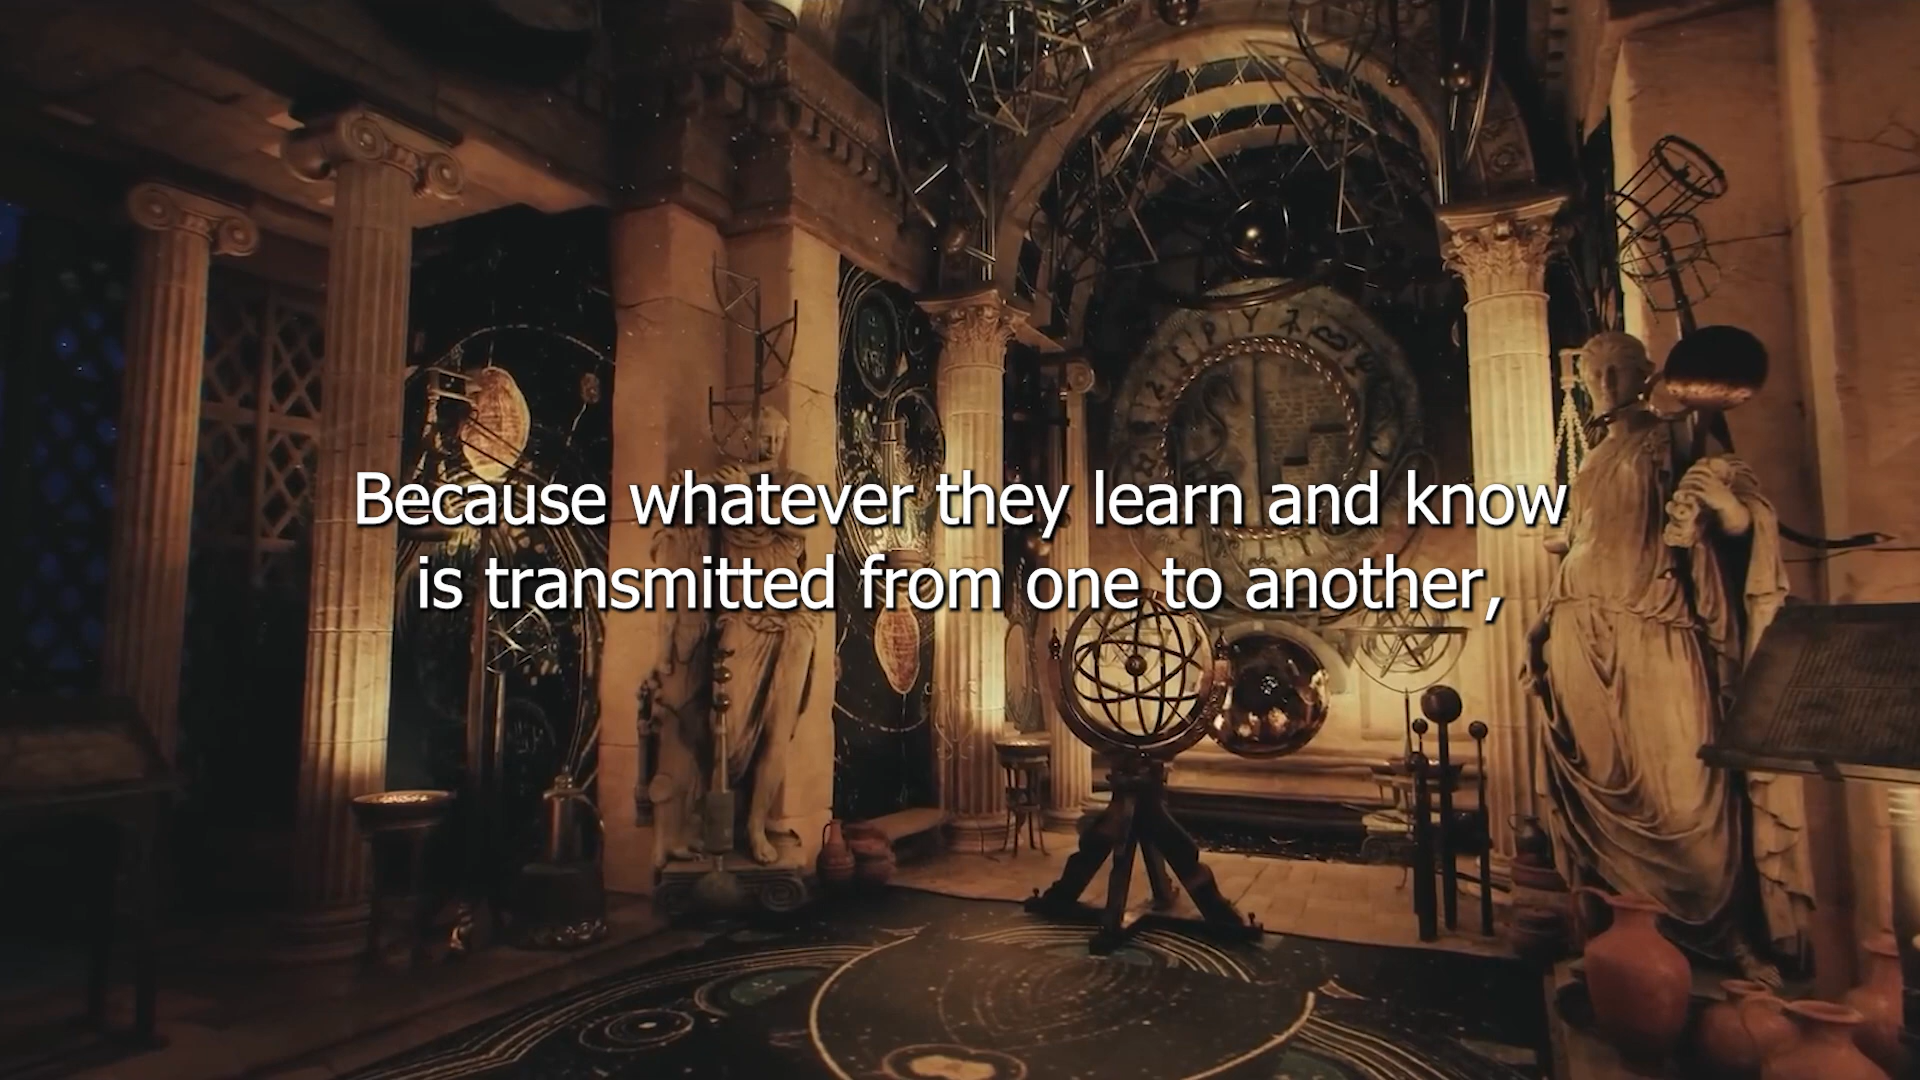 Because whatever they learn and know
is transmitted from one to another,